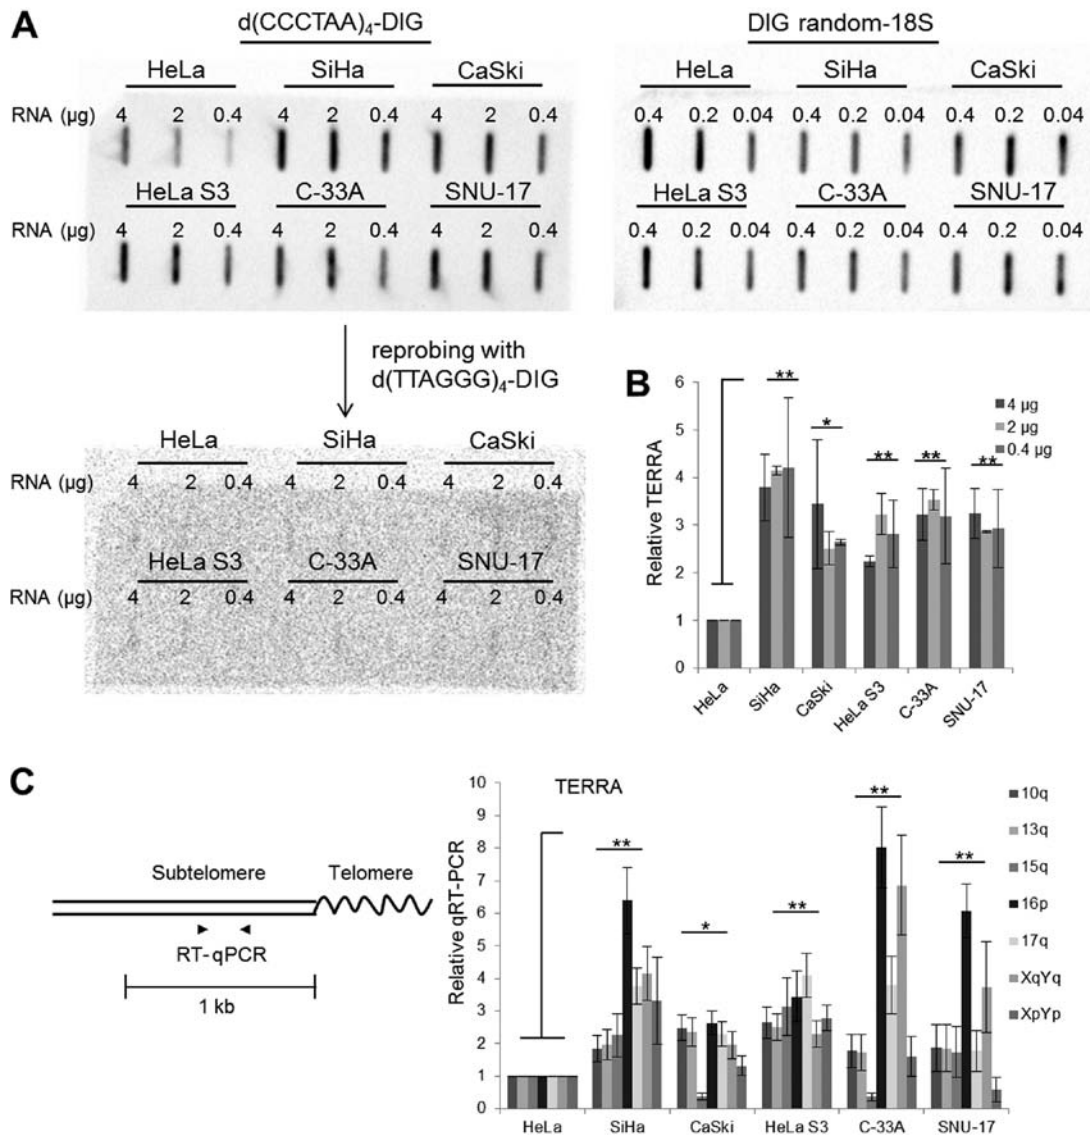 A
d(CCCTAA)4-DIG
HeLa SiHa CaSki
RNA (µg) 4 2 0.4 4 2 0.4 4 2 0.4
HeLa S3 C-33A SNU-17
RNA (µg) 4 2 0.4 4 2 0.4 4 2 0.4
DIG random-18S
HeLa SiHa CaSki
0.4 0.2 0.04 0.4 0.2 0.04 0.4 0.2 0.04
HeLa S3 C-33A SNU-17
0.4 0.2 0.04 0.4 0.2 0.04 0.4 0.2 0.04
reprobing with
d(TTAGGG)4-DIG
HeLa SiHa CaSki
RNA (µg) 4 2 0.4 4 2 0.4 4 2 0.4
HeLa S3 C-33A SNU-17
RNA (µg) 4 2 0.4 4 2 0.4 4 2 0.4
B
Relative TERRA
6
5
4
3
2
1
0
** * ** ** **
4 µg
2 µg
0.4 µg
HeLa SiHa CaSki HeLa S3 C-33A SNU-17
C
Subtelomere Telomere
RT-qPCR
1 kb
TERRA
Relative qRT-PCR
10
9
8
7
6
5
4
3
2
1
0
** * ** ** **
HeLa SiHa CaSki HeLa S3 C-33A SNU-17
10q
13q
15q
16p
17q
XqYq
XpYp